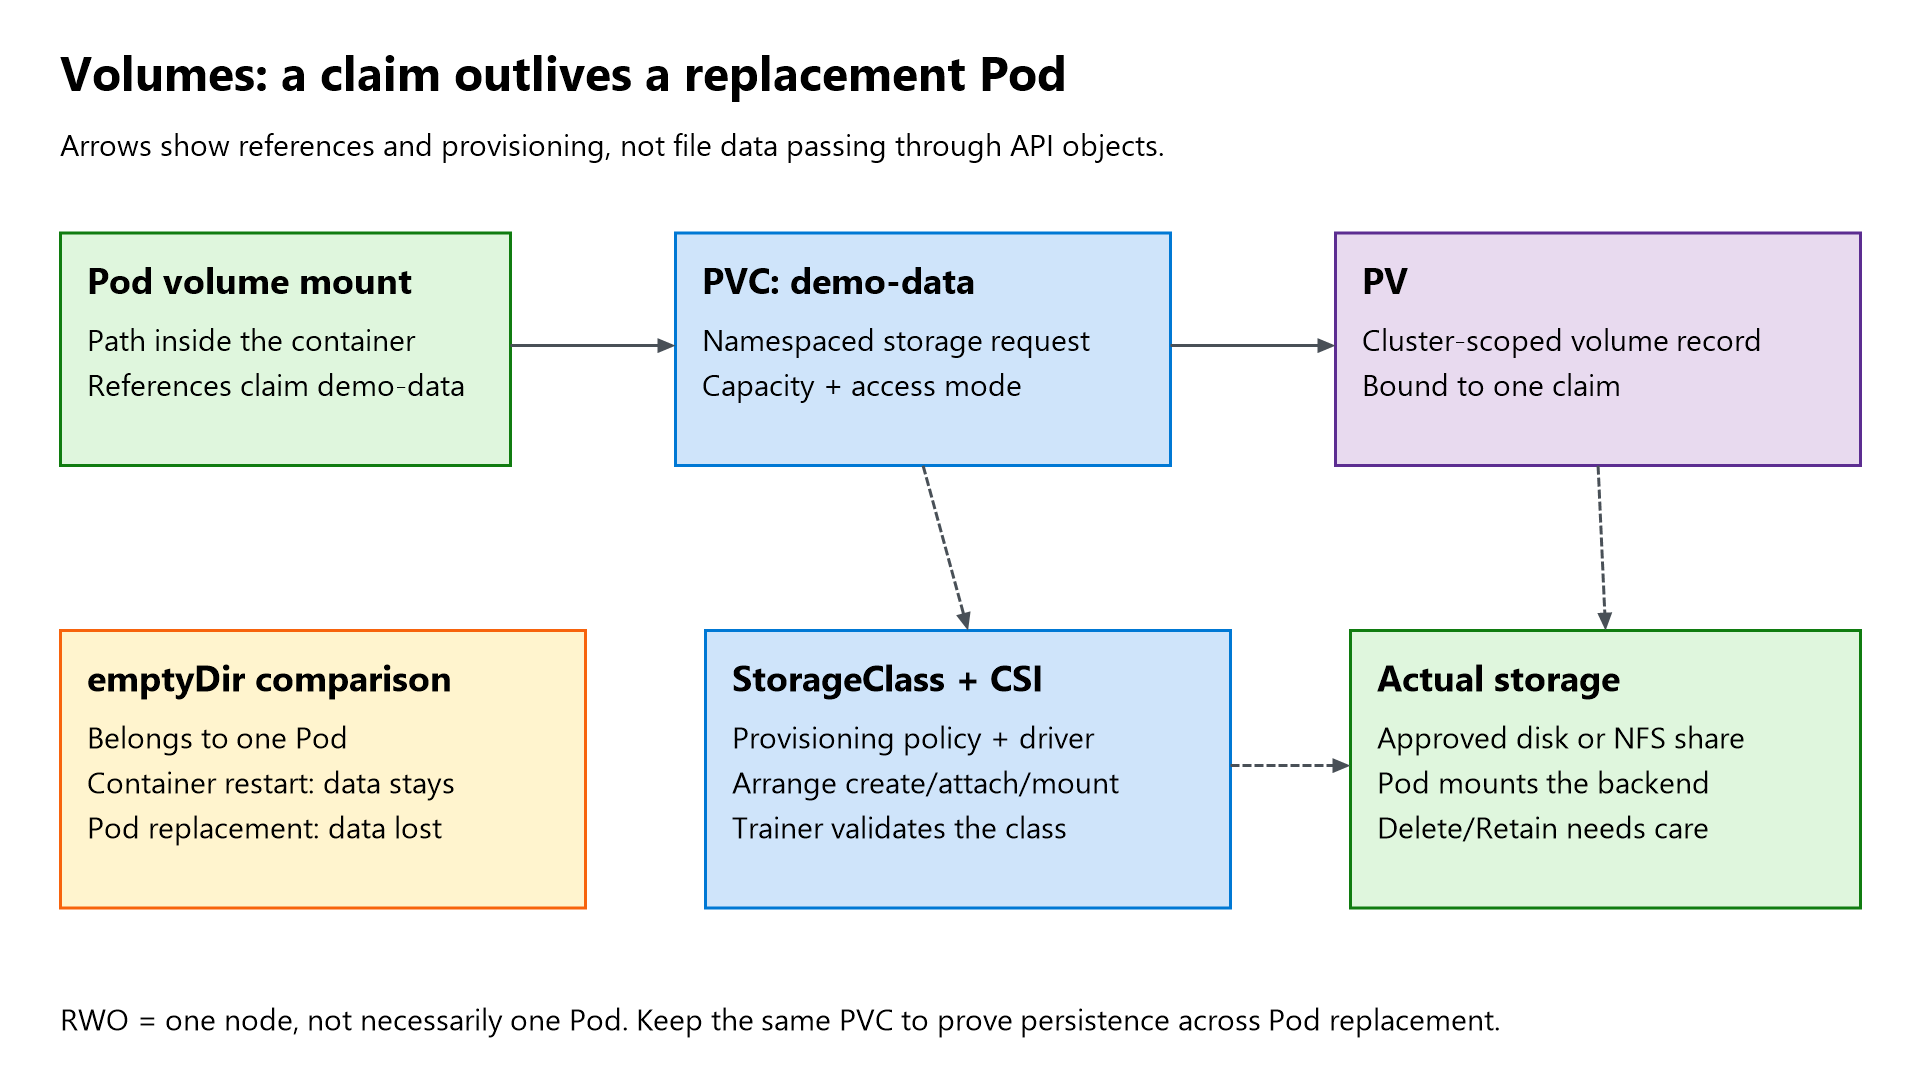 Volumes: a claim outlives a replacement Pod
Arrows show references and provisioning, not file data passing through API objects.
Pod volume mount
Path inside the container
References claim demo-data
PVC: demo-data
Namespaced storage request
Capacity + access mode
PV
Cluster-scoped volume record
Bound to one claim
emptyDir comparison
Belongs to one Pod
Container restart: data stays
Pod replacement: data lost
StorageClass + CSI
Provisioning policy + driver
Arrange create/attach/mount
Trainer validates the class
Actual storage
Approved disk or NFS share
Pod mounts the backend
Delete/Retain needs care
RWO = one node, not necessarily one Pod. Keep the same PVC to prove persistence across Pod replacement.